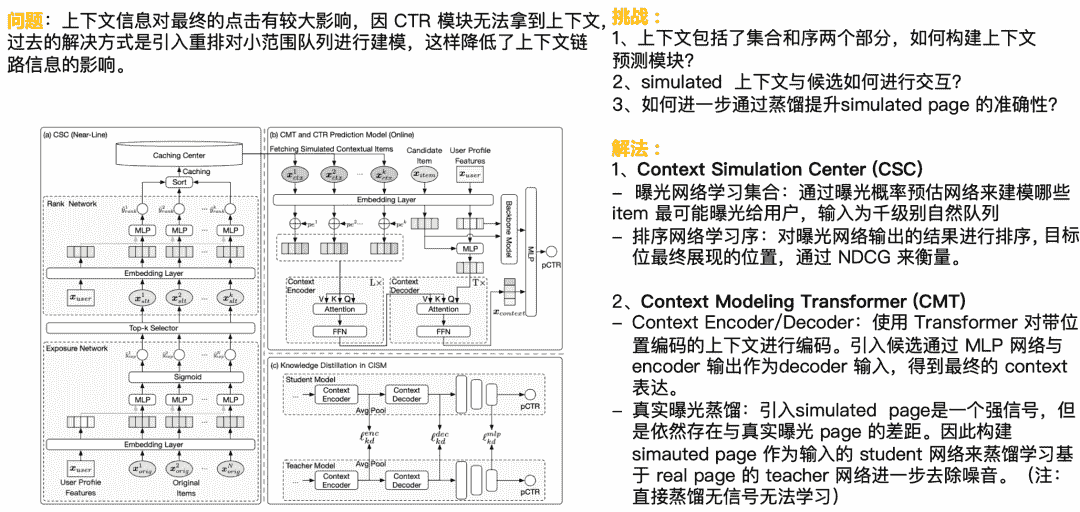 问题：上下文信息对最终的点击有较大影响，因 CTR 模块无法拿到上下文，
过去的解决方式是引入重排对小范围队列进行建模，这样降低了上下文链
路信息的影响。
(a) CSC (Near-Line)
Caching Center
Caching
Sort
Rank Network
MLP MLP ... MLP
Embedding Layer
x_user x^1_slt x^2_slt ... x^k_slt
Top-k Selector
Exposure Network
Sigmoid
MLP MLP ... MLP
Embedding Layer
x_user x^1_orig x^2_orig ... x^N_orig
User Profile
Features
Original
Items
(b) CMT and CTR Prediction Model (Online)
Fetching Simulated Contextual Items
Candidate
Item
User Profile
Features
x^1_ctx x^2_ctx ... x^k_ctx x_item x_user
Embedding Layer
pe^1 pe^2 ... pe^k
MLP
Backbone Model
MLP
pCTR
Context
Encoder
L×
V K Q
Attention
FFN
Context
Decoder
T×
V K Q
Attention
FFN
x_context
(c) Knowledge Distillation in CISM
Student Model
... Context
Encoder
Context
Decoder
pCTR
Avg Pool
ℓ^enc_kd ℓ^dec_kd ℓ^mlp_kd
Teacher Model
Avg Pool
... Context
Encoder
Context
Decoder
pCTR
挑战：
1、上下文包括了集合和序两个部分，如何构建上下文
预测模块？
2、simulated 上下文与候选如何进行交互？
3、如何进一步通过蒸馏提升simulated page 的准确性？
解法：
1、Context Simulation Center (CSC)
– 曝光网络学习集合：通过曝光概率预估网络来建模哪些
item 最可能曝光给用户，输入为千级别自然队列
– 排序网络学习序：对曝光网络输出的结果进行排序，目标
位最终展现的位置，通过 NDCG 来衡量。
2、Context Modeling Transformer (CMT)
– Context Encoder/Decoder：使用 Transformer 对带位
置编码的上下文进行编码。引入候选通过 MLP 网络与
encoder 输出作为decoder 输入，得到最终的 context
表达。
– 真实曝光蒸馏：引入simulated page是一个强信号，但
是依然存在与真实曝光 page 的差距。因此构建
simauted page 作为输入的 student 网络来蒸馏学习基
于 real page 的 teacher 网络进一步去除噪音。（注：
直接蒸馏无信号无法学习）